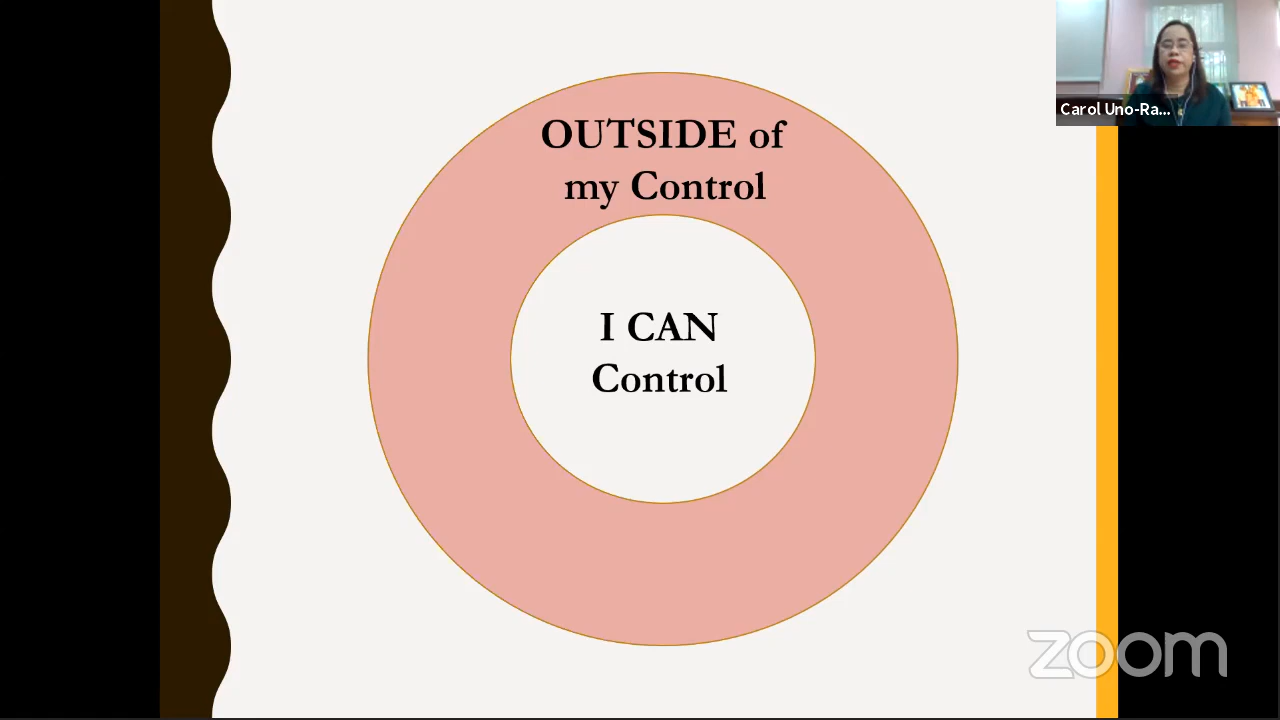 Carol Uno-Ra...
OUTSIDE of
my Control
I CAN
Control
zoom